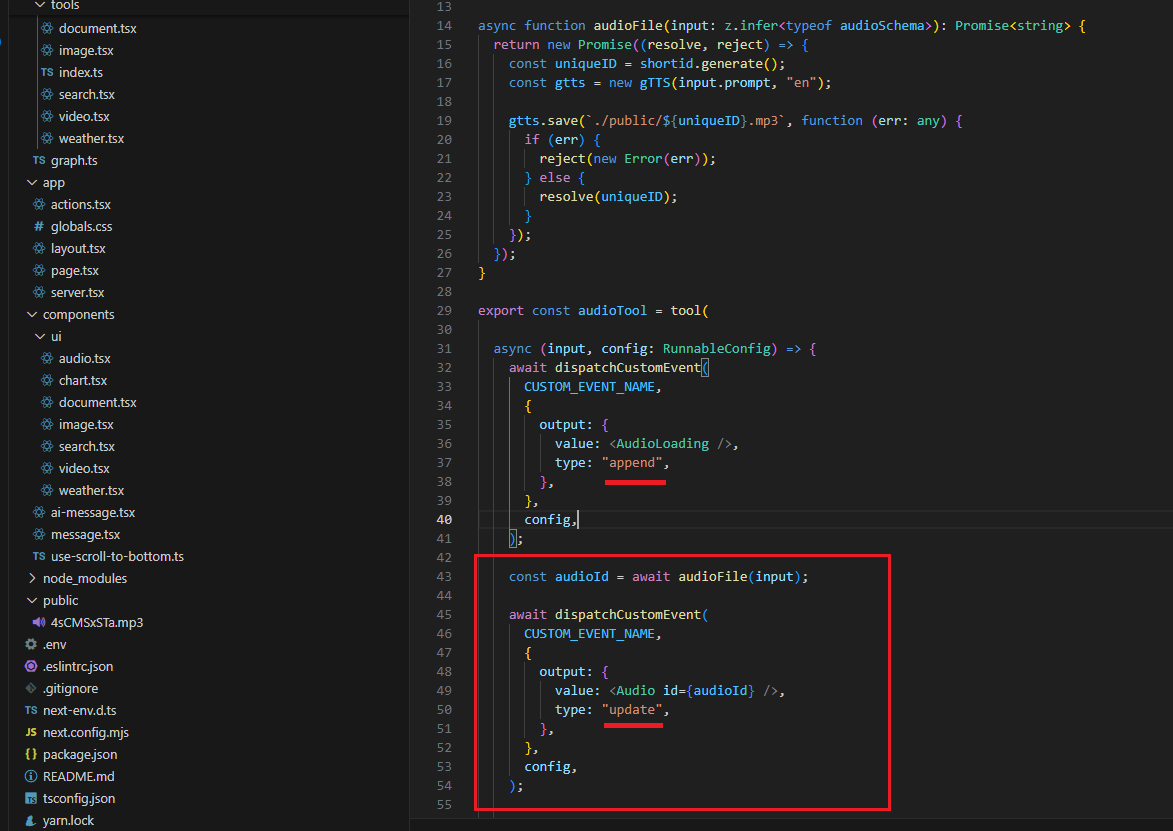 tools
document.tsx
image.tsx
TS index.ts
search.tsx
video.tsx
weather.tsx
TS graph.ts
app
actions.tsx
# globals.css
layout.tsx
page.tsx
server.tsx
components
ui
audio.tsx
chart.tsx
document.tsx
image.tsx
search.tsx
video.tsx
weather.tsx
ai-message.tsx
message.tsx
TS use-scroll-to-bottom.ts
node_modules
public
4sCMSxSTa.mp3
.env
.eslintrc.json
.gitignore
TS next-env.d.ts
JS next.config.mjs
{} package.json
README.md
TS tsconfig.json
yarn.lock
13
14 async function audioFile(input: z.infer<typeof audioSchema>): Promise<string> {
15 return new Promise((resolve, reject) => {
16 const uniqueID = shortid.generate();
17 const gtts = new gTTS(input.prompt, "en");
18
19 gtts.save(`./public/${uniqueID}.mp3`, function (err: any) {
20 if (err) {
21 reject(new Error(err));
22 } else {
23 resolve(uniqueID);
24 }
25 });
26 });
27 }
28
29 export const audioTool = tool(
30
31 async (input, config: RunnableConfig) => {
32 await dispatchCustomEvent(
33 CUSTOM_EVENT_NAME,
34 {
35 output: {
36 value: <AudioLoading />,
37 type: "append",
38 },
39 },
40 config,
41 );
42
43 const audioId = await audioFile(input);
44
45 await dispatchCustomEvent(
46 CUSTOM_EVENT_NAME,
47 {
48 output: {
49 value: <Audio id={audioId} />,
50 type: "update",
51 },
52 },
53 config,
54 );
55